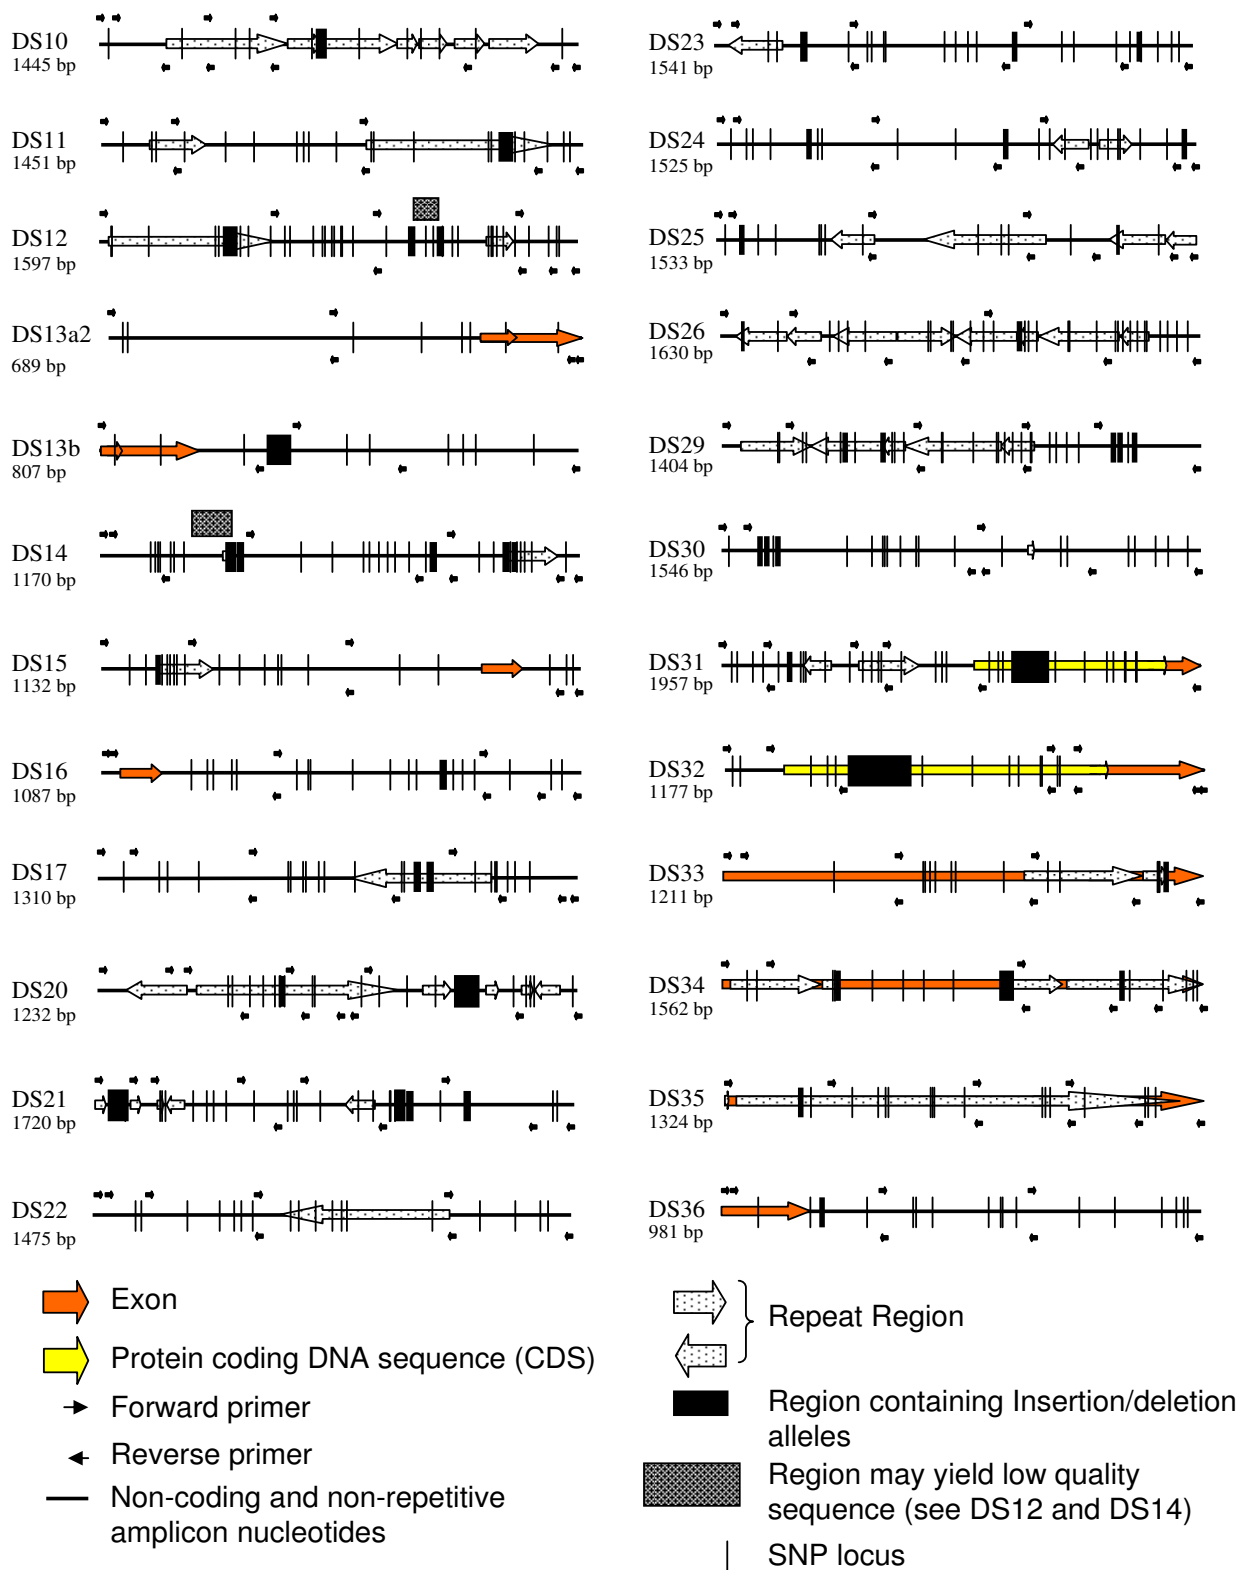 DS10
1445 bp
DS11
1451 bp
DS12
1597 bp
DS13a2
689 bp
DS13b
807 bp
DS14
1170 bp
DS15
1132 bp
DS16
1087 bp
DS17
1310 bp
DS20
1232 bp
DS21
1720 bp
DS22
1475 bp
DS23
1541 bp
DS24
1525 bp
DS25
1533 bp
DS26
1630 bp
DS29
1404 bp
DS30
1546 bp
DS31
1957 bp
DS32
1177 bp
DS33
1211 bp
DS34
1562 bp
DS35
1324 bp
DS36
981 bp
Exon
Protein coding DNA sequence (CDS)
Forward primer
Reverse primer
Non-coding and non-repetitive
amplicon nucleotides
Repeat Region
Region containing Insertion/deletion
alleles
Region may yield low quality
sequence (see DS12 and DS14)
SNP locus